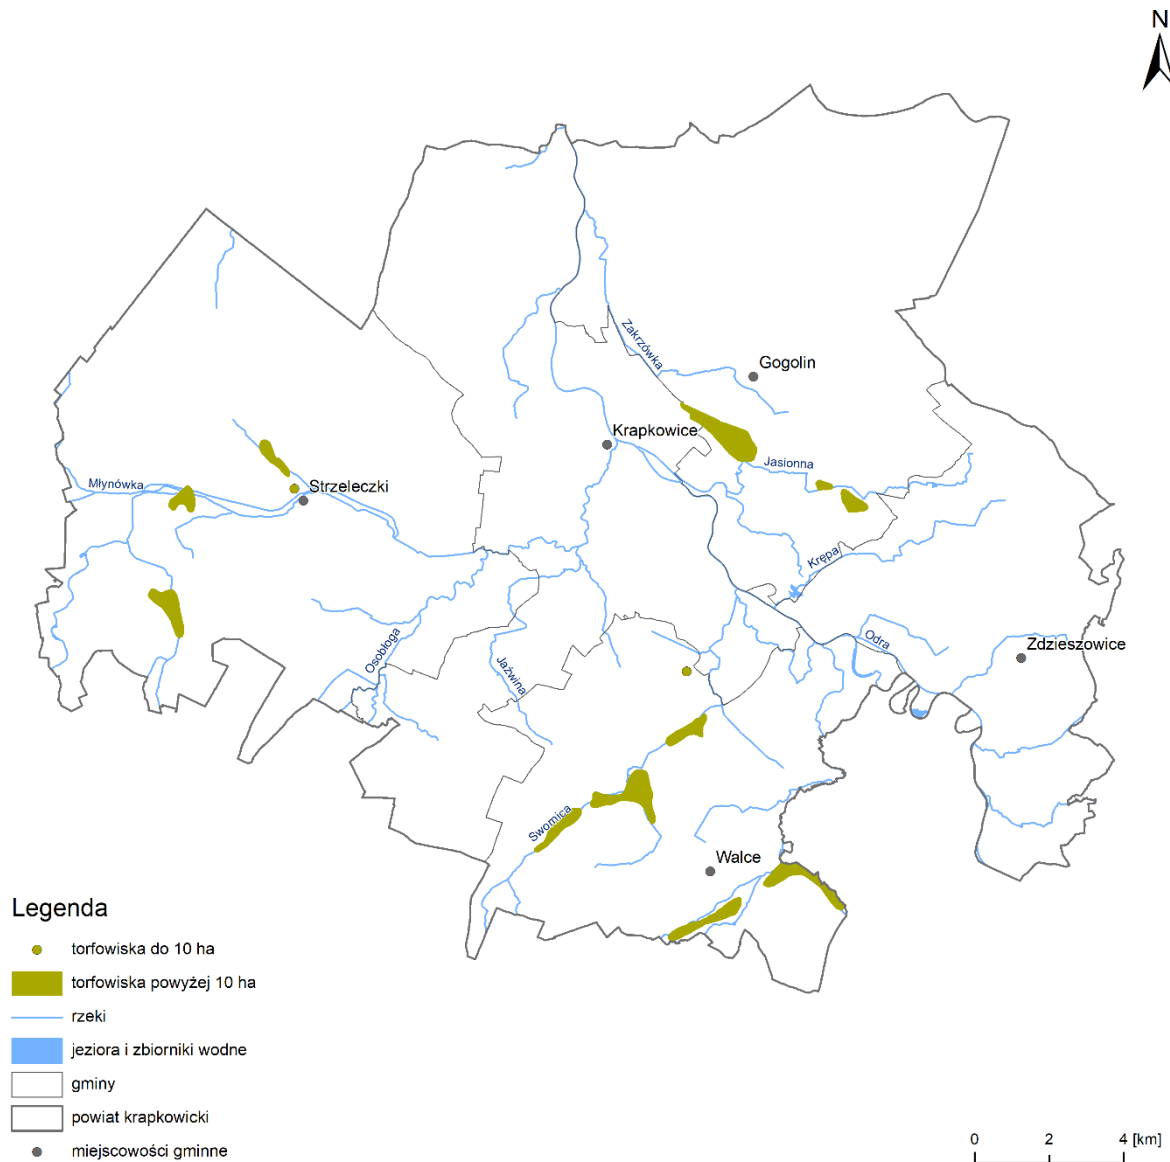 N
Zakrzówka
Gogolin
Krapkowice
Jasionna
Młynówka
Strzeleczki
Krępa
Osobłoga
Jaźwina
Odra
Zdzieszowice
Swornica
Walce
Legenda
torfowiska do 10 ha
torfowiska powyżej 10 ha
rzeki
jeziora i zbiorniki wodne
gminy
powiat krapkowicki
miejscowości gminne
0 2 4 [km]